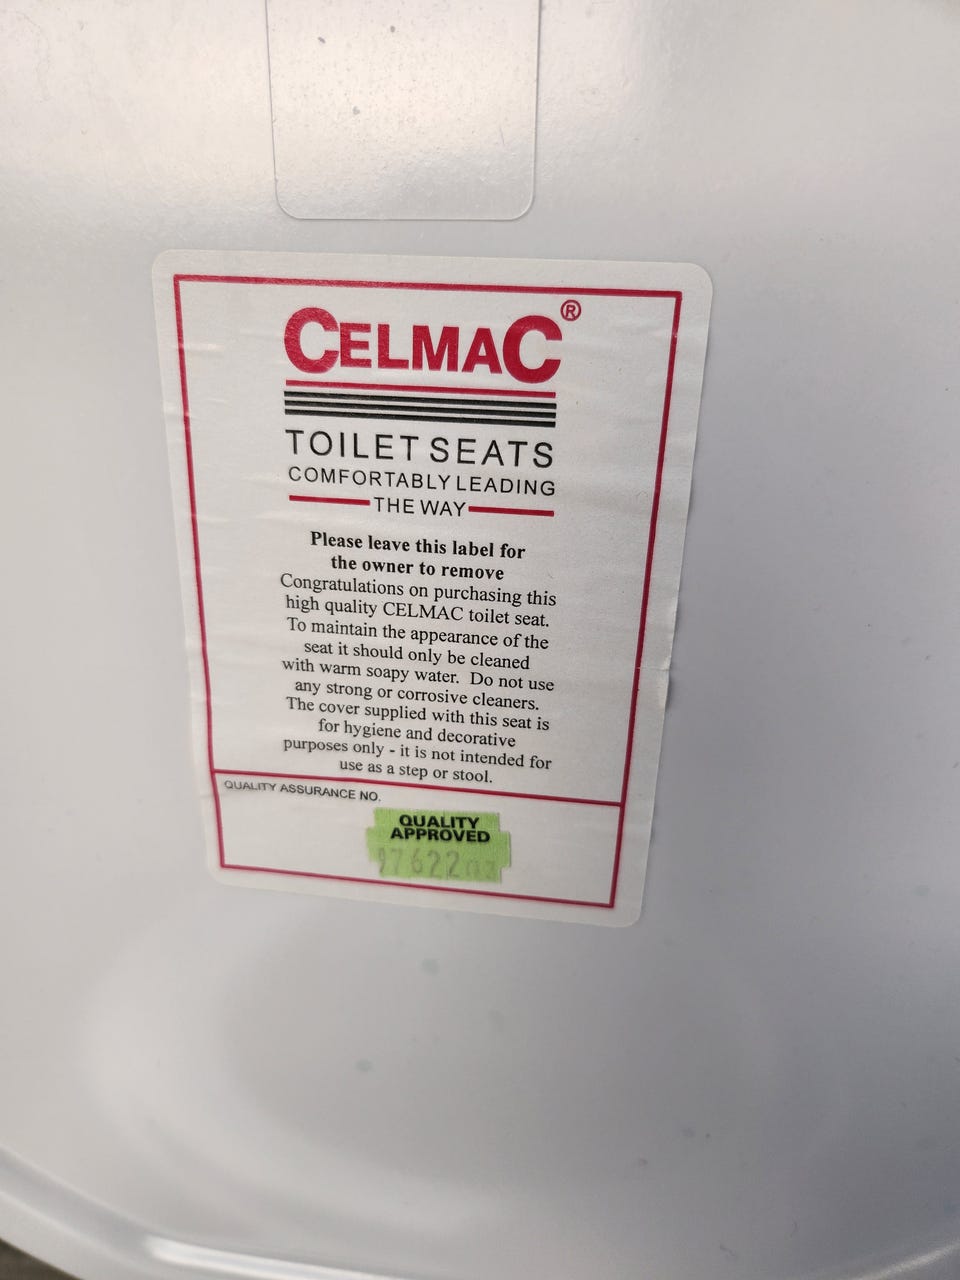 CELMAC®
TOILET SEATS
COMFORTABLY LEADING
THE WAY
Please leave this label for
the owner to remove
Congratulations on purchasing this
high quality CELMAC toilet seat.
To maintain the appearance of the
seat it should only be cleaned
with warm soapy water. Do not use
any strong or corrosive cleaners.
The cover supplied with this seat is
for hygiene and decorative
purposes only - it is not intended for
use as a step or stool.
QUALITY ASSURANCE NO.
QUALITY
APPROVED